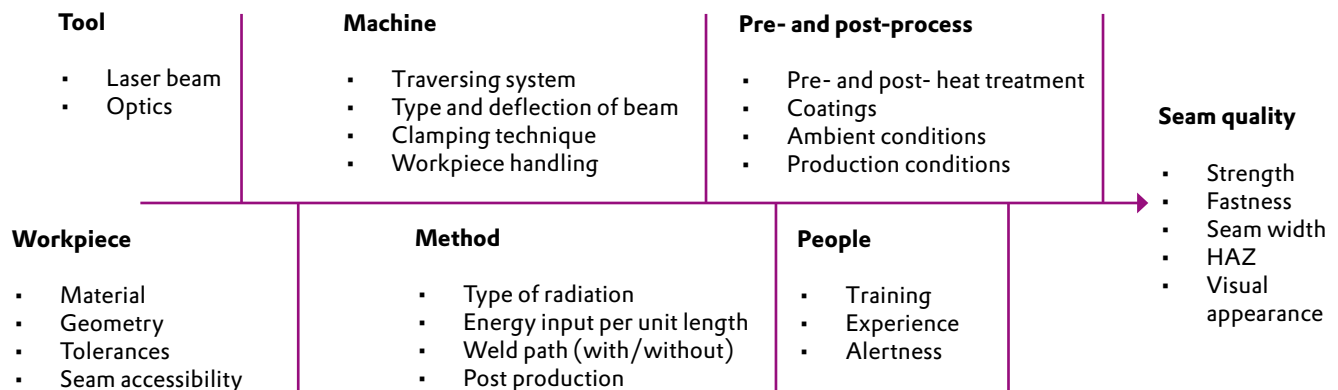 Tool
▪ Laser beam
▪ Optics
Machine
▪ Traversing system
▪ Type and deflection of beam
▪ Clamping technique
▪ Workpiece handling
Pre- and post-process
▪ Pre- and post- heat treatment
▪ Coatings
▪ Ambient conditions
▪ Production conditions
Seam quality
▪ Strength
▪ Fastness
▪ Seam width
▪ HAZ
▪ Visual
appearance
Workpiece
▪ Material
▪ Geometry
▪ Tolerances
▪ Seam accessibility
Method
▪ Type of radiation
▪ Energy input per unit length
▪ Weld path (with/without)
▪ Post production
People
▪ Training
▪ Experience
▪ Alertness